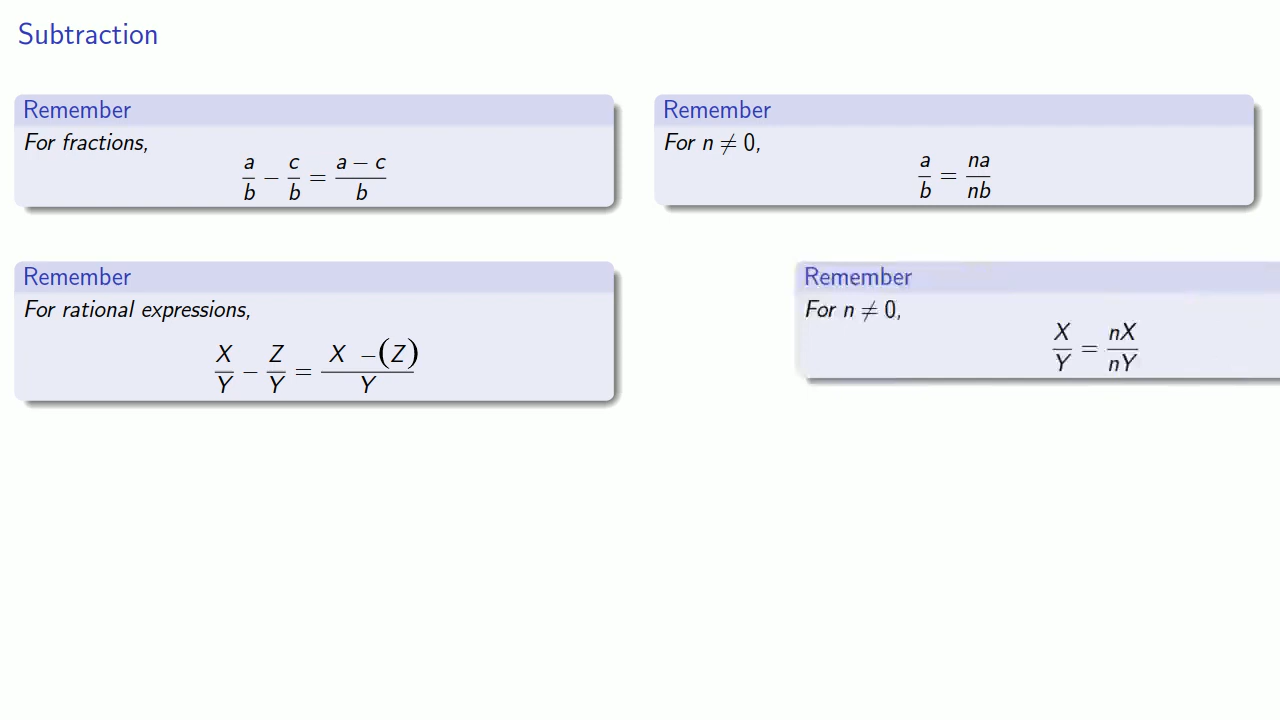 Subtraction
Remember
For fractions,
a/b − c/b = (a − c)/b
Remember
For n ≠ 0,
a/b = na/nb
Remember
For rational expressions,
X/Y − Z/Y = (X −(Z))/Y
Remember
For n ≠ 0,
X/Y = nX/nY